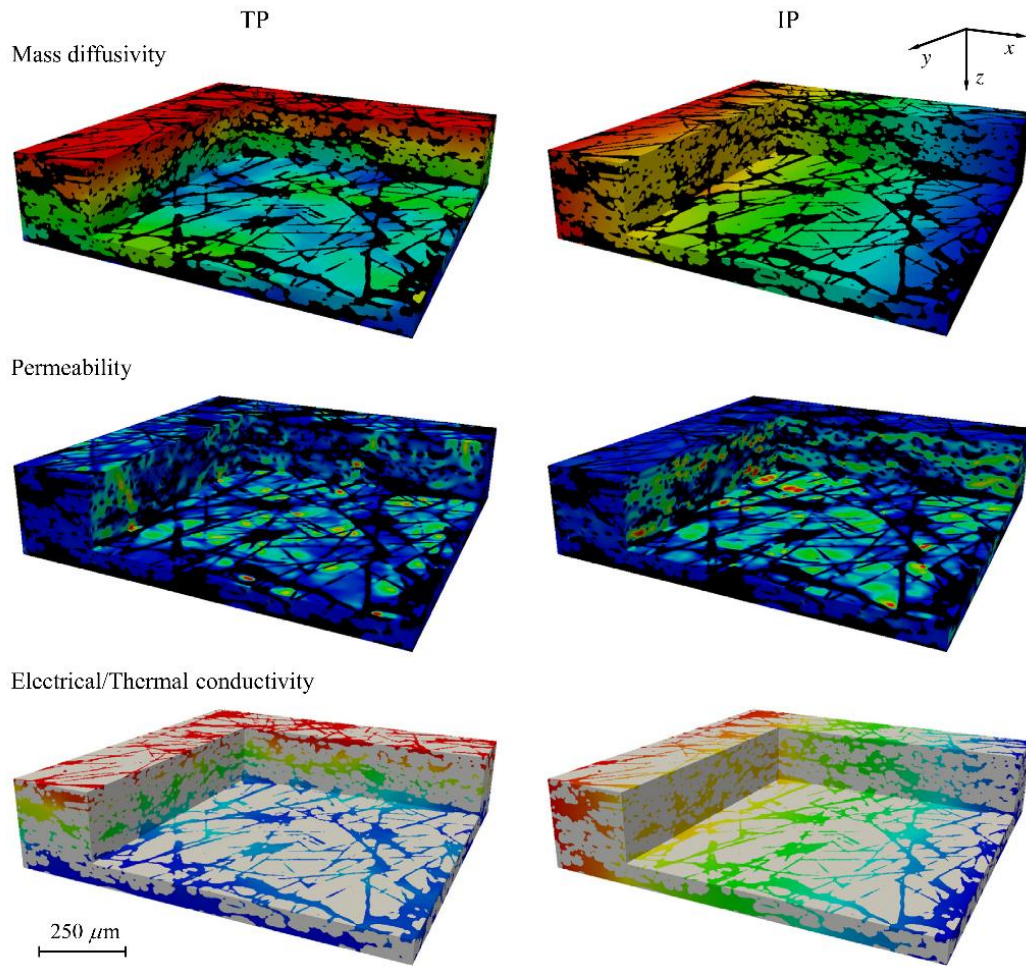 TP
IP
Mass diffusivity
x
y
z
Permeability
Electrical/Thermal conductivity
250 μm